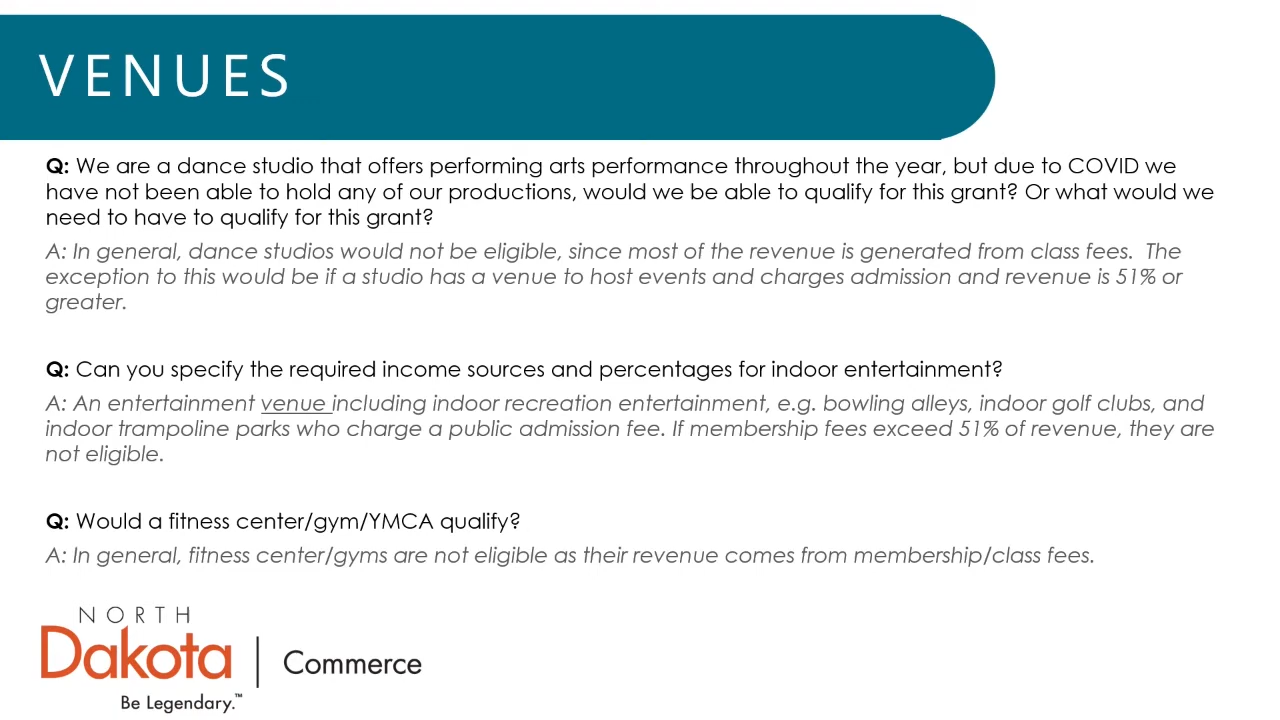 VENUES
Q: We are a dance studio that offers performing arts performance throughout the year, but due to COVID we
have not been able to hold any of our productions, would we be able to qualify for this grant? Or what would we
need to have to qualify for this grant?
A: In general, dance studios would not be eligible, since most of the revenue is generated from class fees.  The
exception to this would be if a studio has a venue to host events and charges admission and revenue is 51% or
greater.
Q: Can you specify the required income sources and percentages for indoor entertainment?
A: An entertainment venue including indoor recreation entertainment, e.g. bowling alleys, indoor golf clubs, and
indoor trampoline parks who charge a public admission fee. If membership fees exceed 51% of revenue, they are
not eligible.
Q: Would a fitness center/gym/YMCA qualify?
A: In general, fitness center/gyms are not eligible as their revenue comes from membership/class fees.
NORTH
Dakota | Commerce
Be Legendary.™